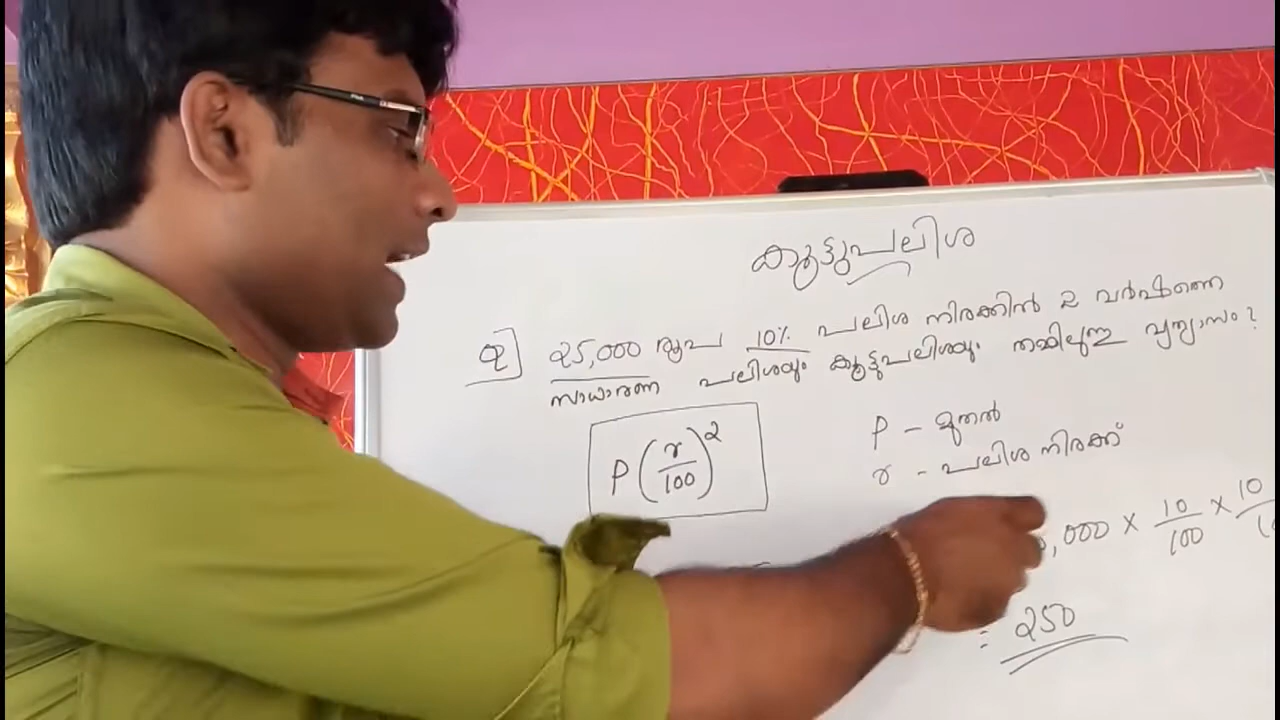 കൂട്ടുപലിശ
Q] 25,000 രൂപ 10% പലിശ നിരക്കിൽ 2 വർഷത്തെ
സാധാരണ പലിശയും കൂട്ടുപലിശയും തമ്മിലുള്ള വ്യത്യാസം?
P (r/100)²
P - മുതൽ
r - പലിശ നിരക്ക്
,000 × 10/100 × 10/
= 250